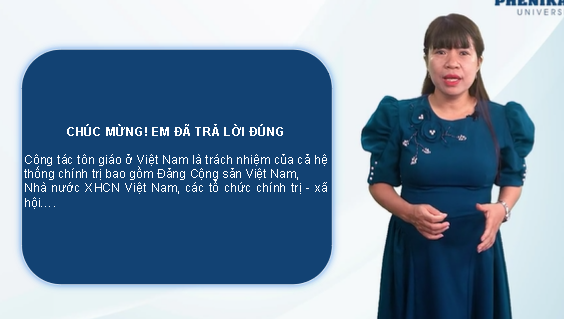 PHENIKAA
UNIVERS
CHÚC MỪNG! EM ĐÃ TRẢ LỜI ĐÚNG
Công tác tôn giáo ở Việt Nam là trách nhiệm của cả hệ
thống chính trị bao gồm Đảng Cộng sản Việt Nam,
Nhà nước XHCN Việt Nam, các tổ chức chính trị - xã
hội....